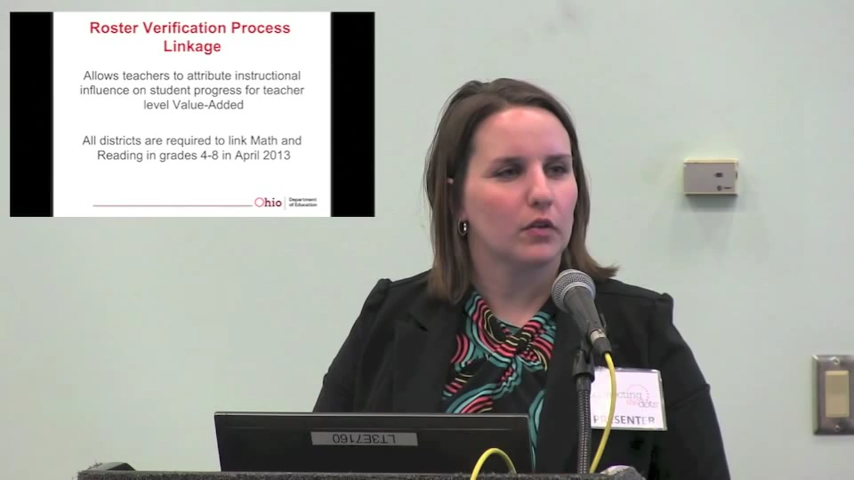 Roster Verification Process
Linkage
Allows teachers to attribute instructional
influence on student progress for teacher
level Value-Added
All districts are required to link Math and
Reading in grades 4-8 in April 2013
Ohio
Department
of Education
dots
PRESENTER
LT3E7160